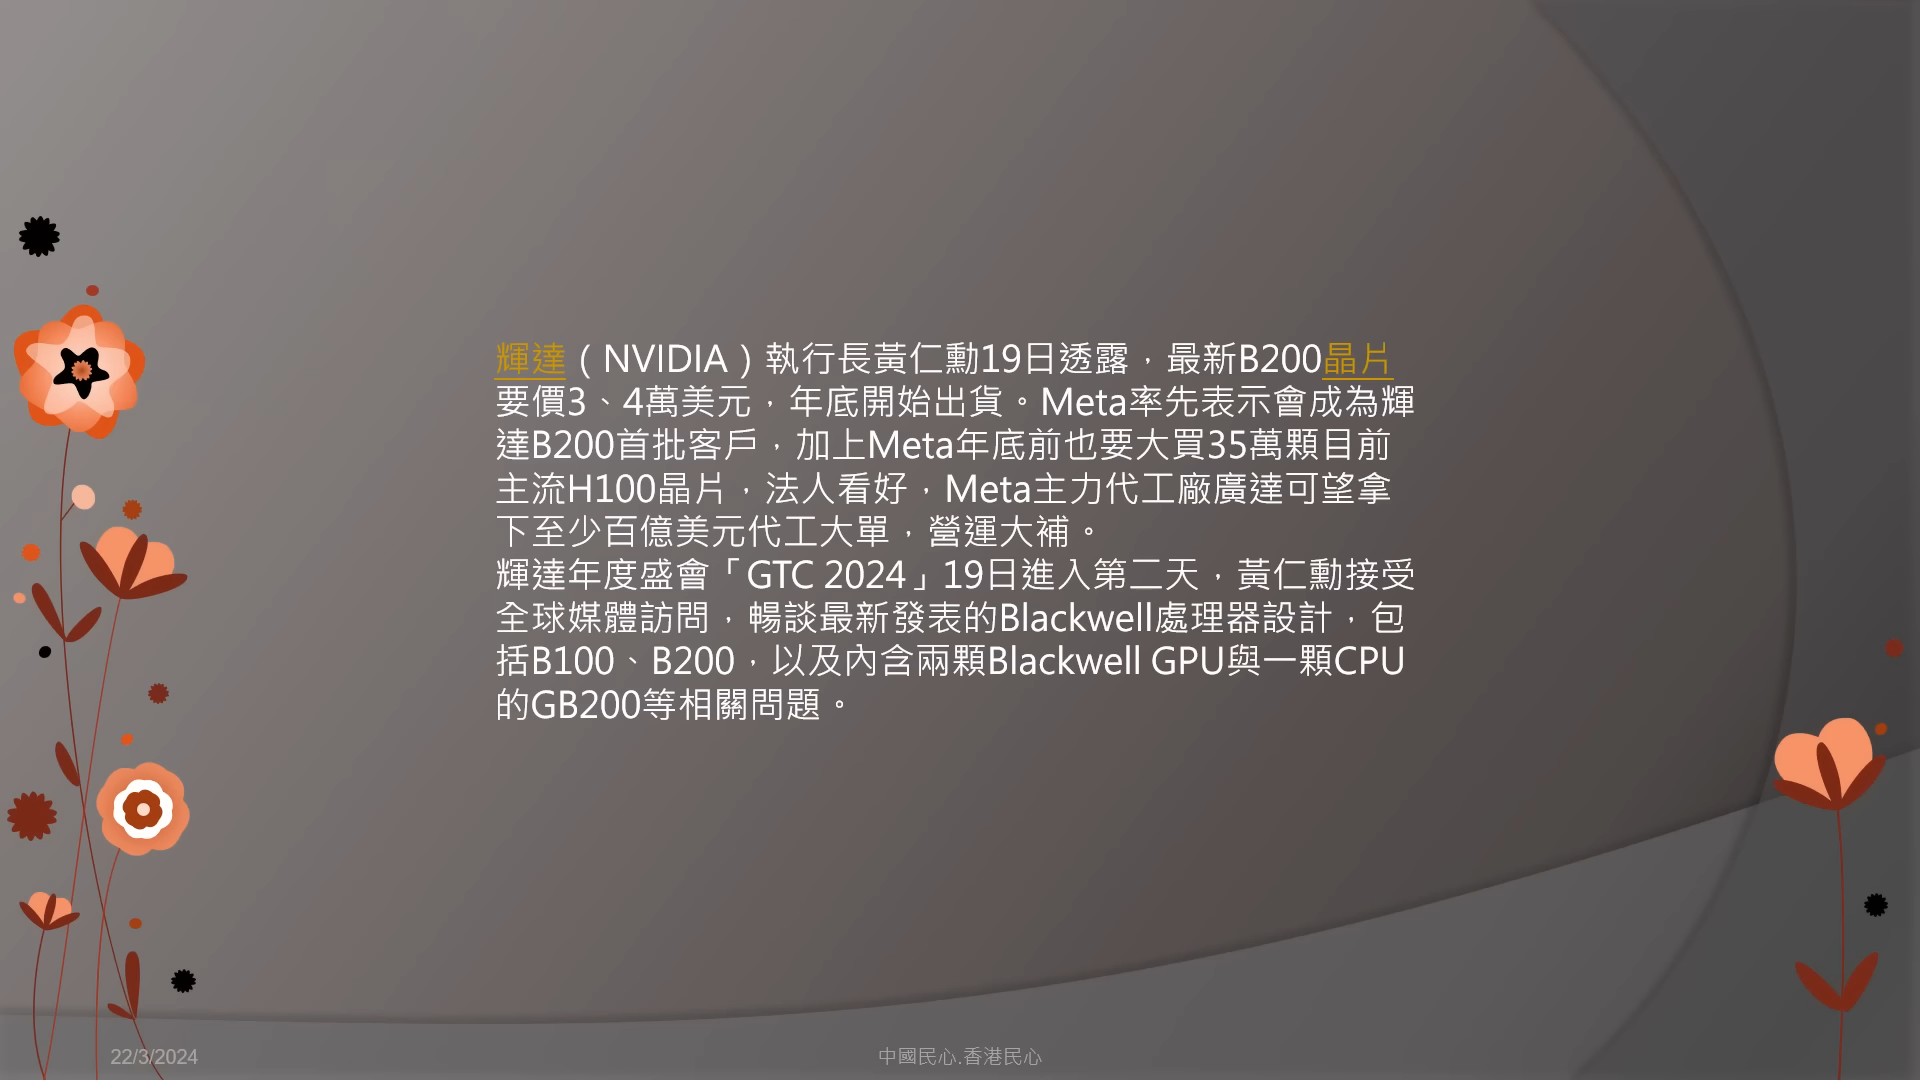 輝達（NVIDIA）執行長黃仁勳19日透露，最新B200晶片
要價3、4萬美元，年底開始出貨。Meta率先表示會成為輝
達B200首批客戶，加上Meta年底前也要大買35萬顆目前
主流H100晶片，法人看好，Meta主力代工廠廣達可望拿
下至少百億美元代工大單，營運大補。
輝達年度盛會「GTC 2024」19日進入第二天，黃仁勳接受
全球媒體訪問，暢談最新發表的Blackwell處理器設計，包
括B100、B200，以及內含兩顆Blackwell GPU與一顆CPU
的GB200等相關問題。
22/3/2024
中國民心.香港民心